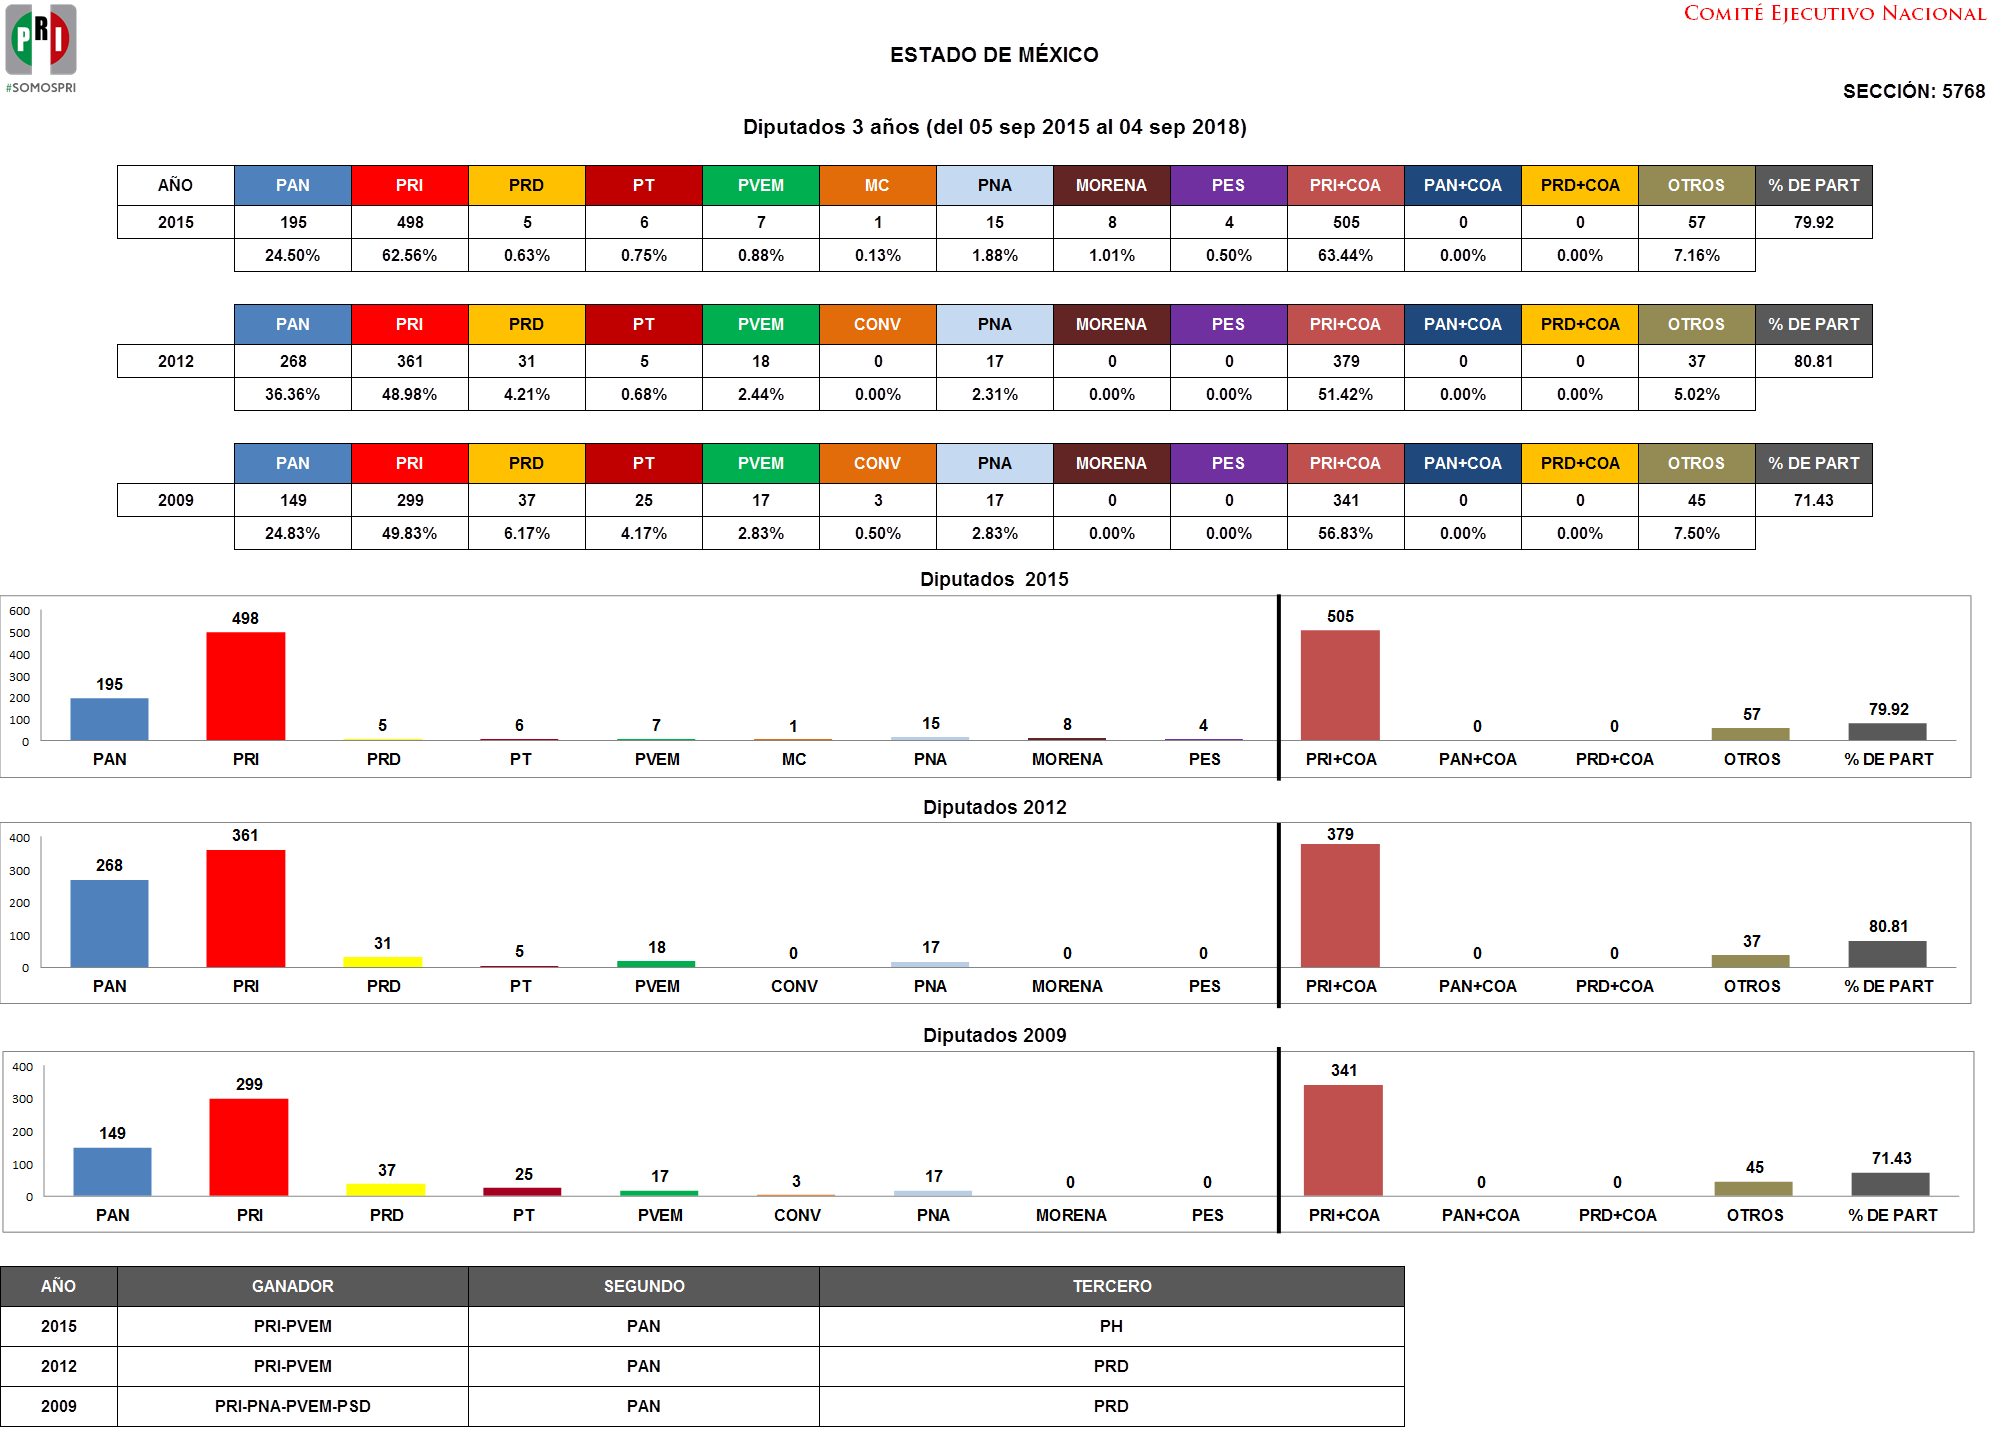 PRI
#SOMOSPRI
COMITÉ EJECUTIVO NACIONAL
ESTADO DE MÉXICO
SECCIÓN: 5768
Diputados 3 años (del 05 sep 2015 al 04 sep 2018)
AÑO PAN PRI PRD PT PVEM MC PNA MORENA PES PRI+COA PAN+COA PRD+COA OTROS % DE PART
2015 195 498 5 6 7 1 15 8 4 505 0 0 57 79.92
24.50% 62.56% 0.63% 0.75% 0.88% 0.13% 1.88% 1.01% 0.50% 63.44% 0.00% 0.00% 7.16%
PAN PRI PRD PT PVEM CONV PNA MORENA PES PRI+COA PAN+COA PRD+COA OTROS % DE PART
2012 268 361 31 5 18 0 17 0 0 379 0 0 37 80.81
36.36% 48.98% 4.21% 0.68% 2.44% 0.00% 2.31% 0.00% 0.00% 51.42% 0.00% 0.00% 5.02%
PAN PRI PRD PT PVEM CONV PNA MORENA PES PRI+COA PAN+COA PRD+COA OTROS % DE PART
2009 149 299 37 25 17 3 17 0 0 341 0 0 45 71.43
24.83% 49.83% 6.17% 4.17% 2.83% 0.50% 2.83% 0.00% 0.00% 56.83% 0.00% 0.00% 7.50%
Diputados 2015
600
500
400
300
200
100
0
195 498 5 6 7 1 15 8 4 505 0 0 57 79.92
PAN PRI PRD PT PVEM MC PNA MORENA PES PRI+COA PAN+COA PRD+COA OTROS % DE PART
Diputados 2012
400
300
200
100
0
268 361 31 5 18 0 17 0 0 379 0 0 37 80.81
PAN PRI PRD PT PVEM CONV PNA MORENA PES PRI+COA PAN+COA PRD+COA OTROS % DE PART
Diputados 2009
400
300
200
100
0
149 299 37 25 17 3 17 0 0 341 0 0 45 71.43
PAN PRI PRD PT PVEM CONV PNA MORENA PES PRI+COA PAN+COA PRD+COA OTROS % DE PART
AÑO GANADOR SEGUNDO TERCERO
2015 PRI-PVEM PAN PH
2012 PRI-PVEM PAN PRD
2009 PRI-PNA-PVEM-PSD PAN PRD